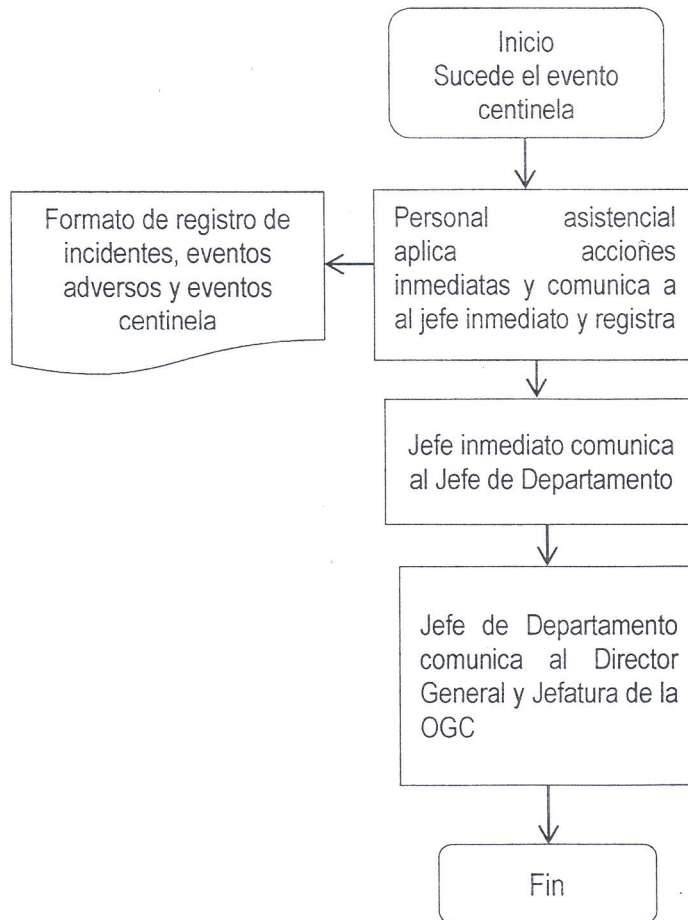 Inicio
Sucede el evento
centinela
Formato de registro de
incidentes, eventos
adversos y eventos
centinela
Personal asistencial
aplica acciones
inmediatas y comunica a
al jefe inmediato y registra
Jefe inmediato comunica
al Jefe de Departamento
Jefe de Departamento
comunica al Director
General y Jefatura de la
OGC
Fin